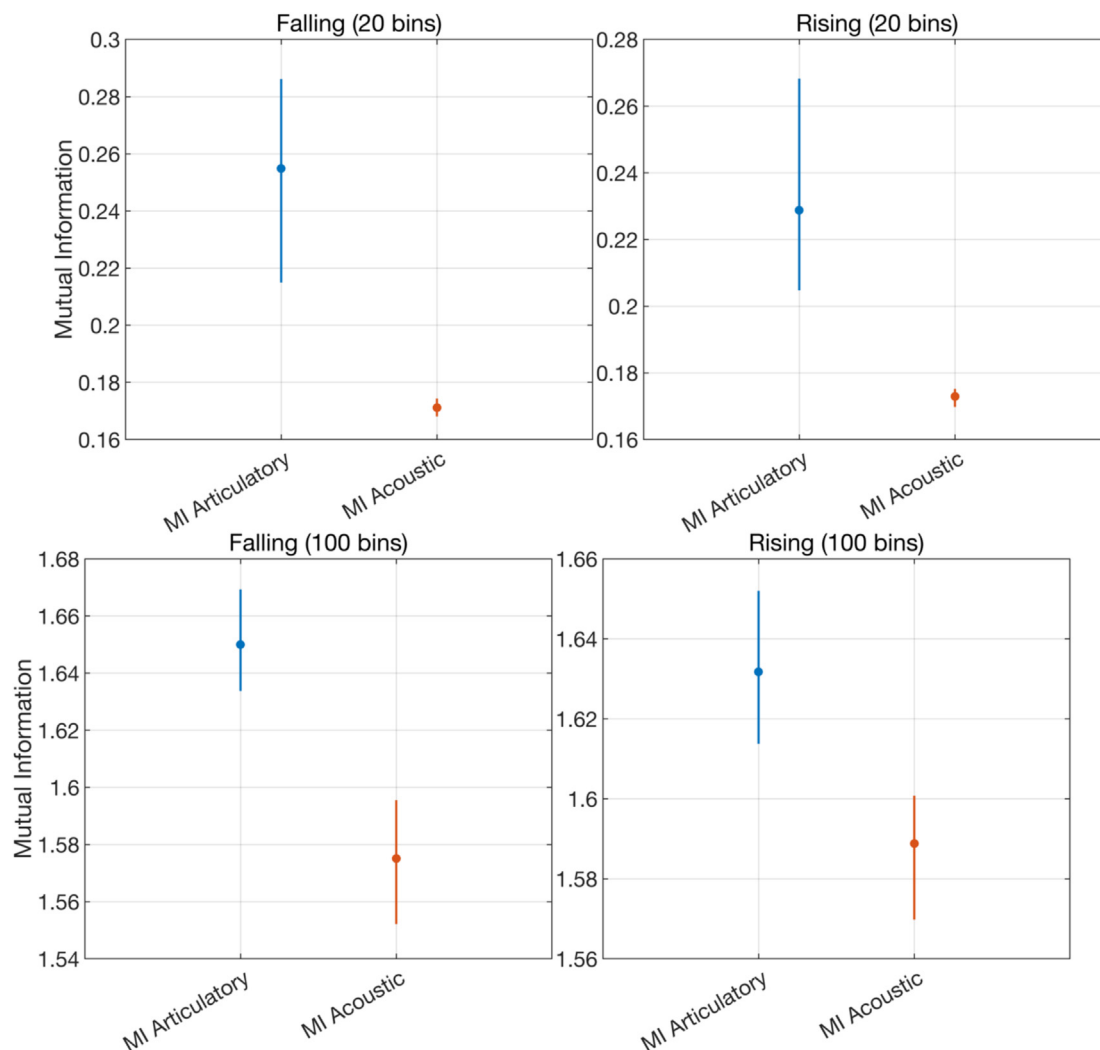 Falling (20 bins)
0.3
0.28
0.26
0.24
0.22
0.2
0.18
0.16
Mutual Information
MI Articulatory
MI Acoustic
Rising (20 bins)
0.28
0.26
0.24
0.22
0.2
0.18
0.16
MI Articulatory
MI Acoustic
Falling (100 bins)
1.68
1.66
1.64
1.62
1.6
1.58
1.56
1.54
Mutual Information
MI Articulatory
MI Acoustic
Rising (100 bins)
1.66
1.64
1.62
1.6
1.58
1.56
MI Articulatory
MI Acoustic